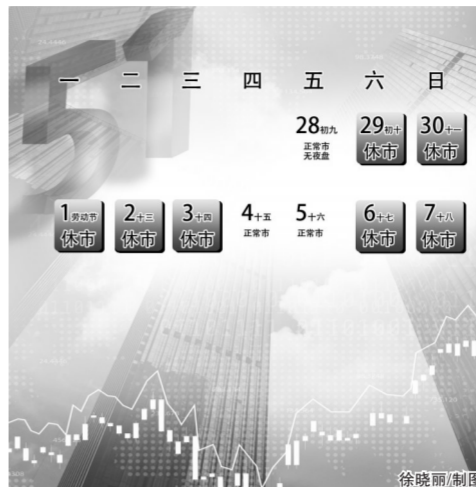 51
一 二 三 四 五 六 日
28初九 29初十 30十一
正常市 休市 休市
无夜盘
1劳动节 2十三 3十四 4十五 5十六 6十七 7十八
休市 休市 休市 正常市 正常市 休市 休市
徐晓丽/制图